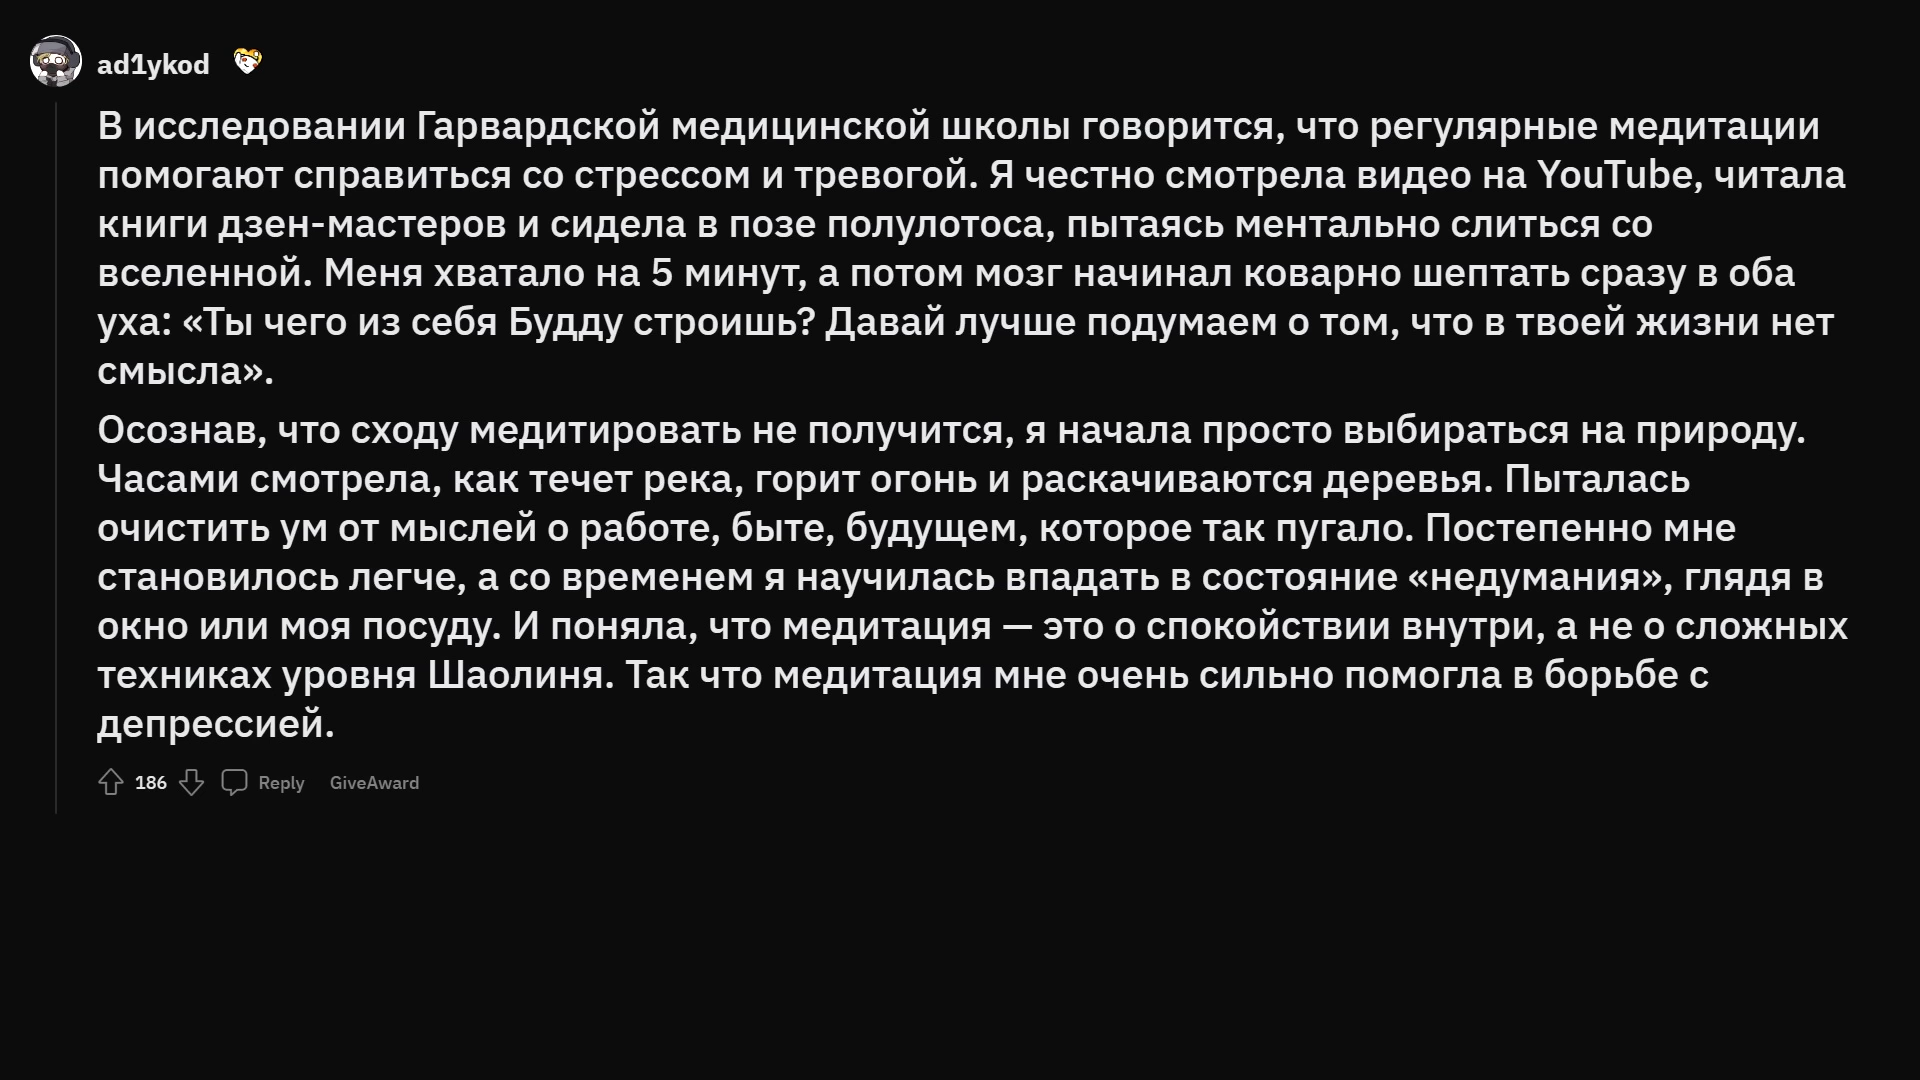 ad1ykod
В исследовании Гарвардской медицинской школы говорится, что регулярные медитации
помогают справиться со стрессом и тревогой. Я честно смотрела видео на YouTube, читала
книги дзен-мастеров и сидела в позе полулотоса, пытаясь ментально слиться со
вселенной. Меня хватало на 5 минут, а потом мозг начинал коварно шептать сразу в оба
уха: «Ты чего из себя Будду строишь? Давай лучше подумаем о том, что в твоей жизни нет
смысла».
Осознав, что сходу медитировать не получится, я начала просто выбираться на природу.
Часами смотрела, как течет река, горит огонь и раскачиваются деревья. Пыталась
очистить ум от мыслей о работе, быте, будущем, которое так пугало. Постепенно мне
становилось легче, а со временем я научилась впадать в состояние «недумания», глядя в
окно или моя посуду. И поняла, что медитация — это о спокойствии внутри, а не о сложных
техниках уровня Шаолиня. Так что медитация мне очень сильно помогла в борьбе с
депрессией.
186 Reply GiveAward